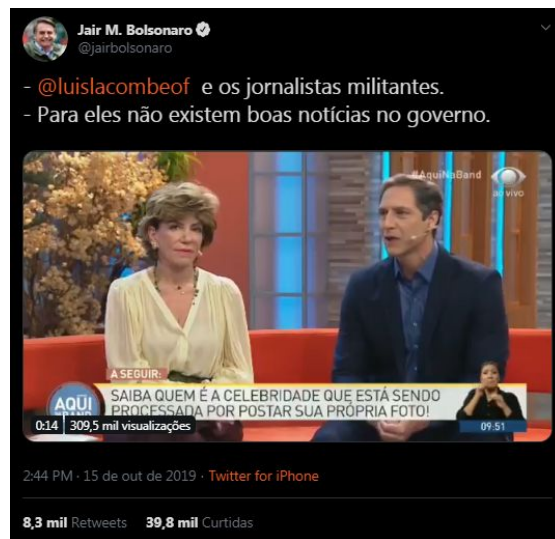 Jair M. Bolsonaro
@jairbolsonaro
- @luislacombeof e os jornalistas militantes.
- Para eles não existem boas notícias no governo.
#AquiNaBand
ao vivo
A SEGUIR:
AQUI
SAIBA QUEM É A CELEBRIDADE QUE ESTÁ SENDO
PROCESSADA POR POSTAR SUA PRÓPRIA FOTO!
0:14 309,5 mil visualizações
09:51
2:44 PM · 15 de out de 2019 · Twitter for iPhone
8,3 mil Retweets 39,8 mil Curtidas